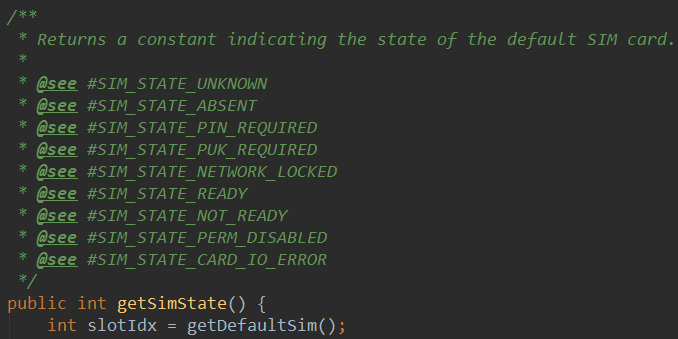 /**
 * Returns a constant indicating the state of the default SIM card.
 *
 * @see #SIM_STATE_UNKNOWN
 * @see #SIM_STATE_ABSENT
 * @see #SIM_STATE_PIN_REQUIRED
 * @see #SIM_STATE_PUK_REQUIRED
 * @see #SIM_STATE_NETWORK_LOCKED
 * @see #SIM_STATE_READY
 * @see #SIM_STATE_NOT_READY
 * @see #SIM_STATE_PERM_DISABLED
 * @see #SIM_STATE_CARD_IO_ERROR
 */
public int getSimState() {
    int slotIdx = getDefaultSim();